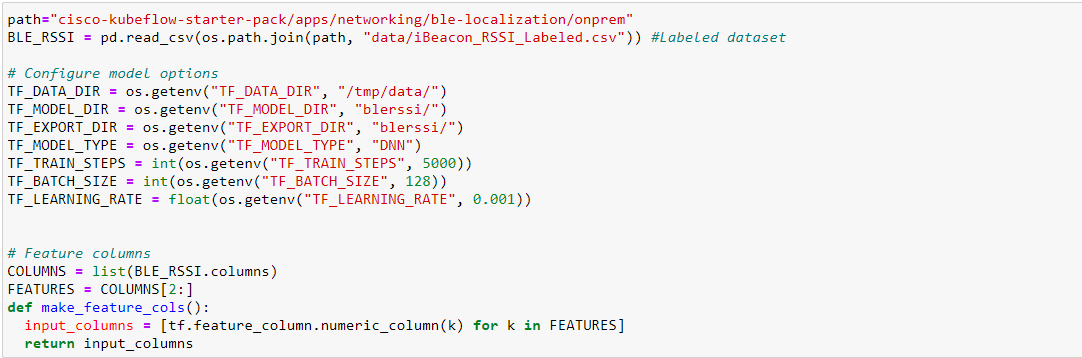 path="cisco-kubeflow-starter-pack/apps/networking/ble-localization/onprem"
BLE_RSSI = pd.read_csv(os.path.join(path, "data/iBeacon_RSSI_Labeled.csv")) #Labeled dataset
# Configure model options
TF_DATA_DIR = os.getenv("TF_DATA_DIR", "/tmp/data/")
TF_MODEL_DIR = os.getenv("TF_MODEL_DIR", "blerssi/")
TF_EXPORT_DIR = os.getenv("TF_EXPORT_DIR", "blerssi/")
TF_MODEL_TYPE = os.getenv("TF_MODEL_TYPE", "DNN")
TF_TRAIN_STEPS = int(os.getenv("TF_TRAIN_STEPS", 5000))
TF_BATCH_SIZE = int(os.getenv("TF_BATCH_SIZE", 128))
TF_LEARNING_RATE = float(os.getenv("TF_LEARNING_RATE", 0.001))
# Feature columns
COLUMNS = list(BLE_RSSI.columns)
FEATURES = COLUMNS[2:]
def make_feature_cols():
  input_columns = [tf.feature_column.numeric_column(k) for k in FEATURES]
  return input_columns